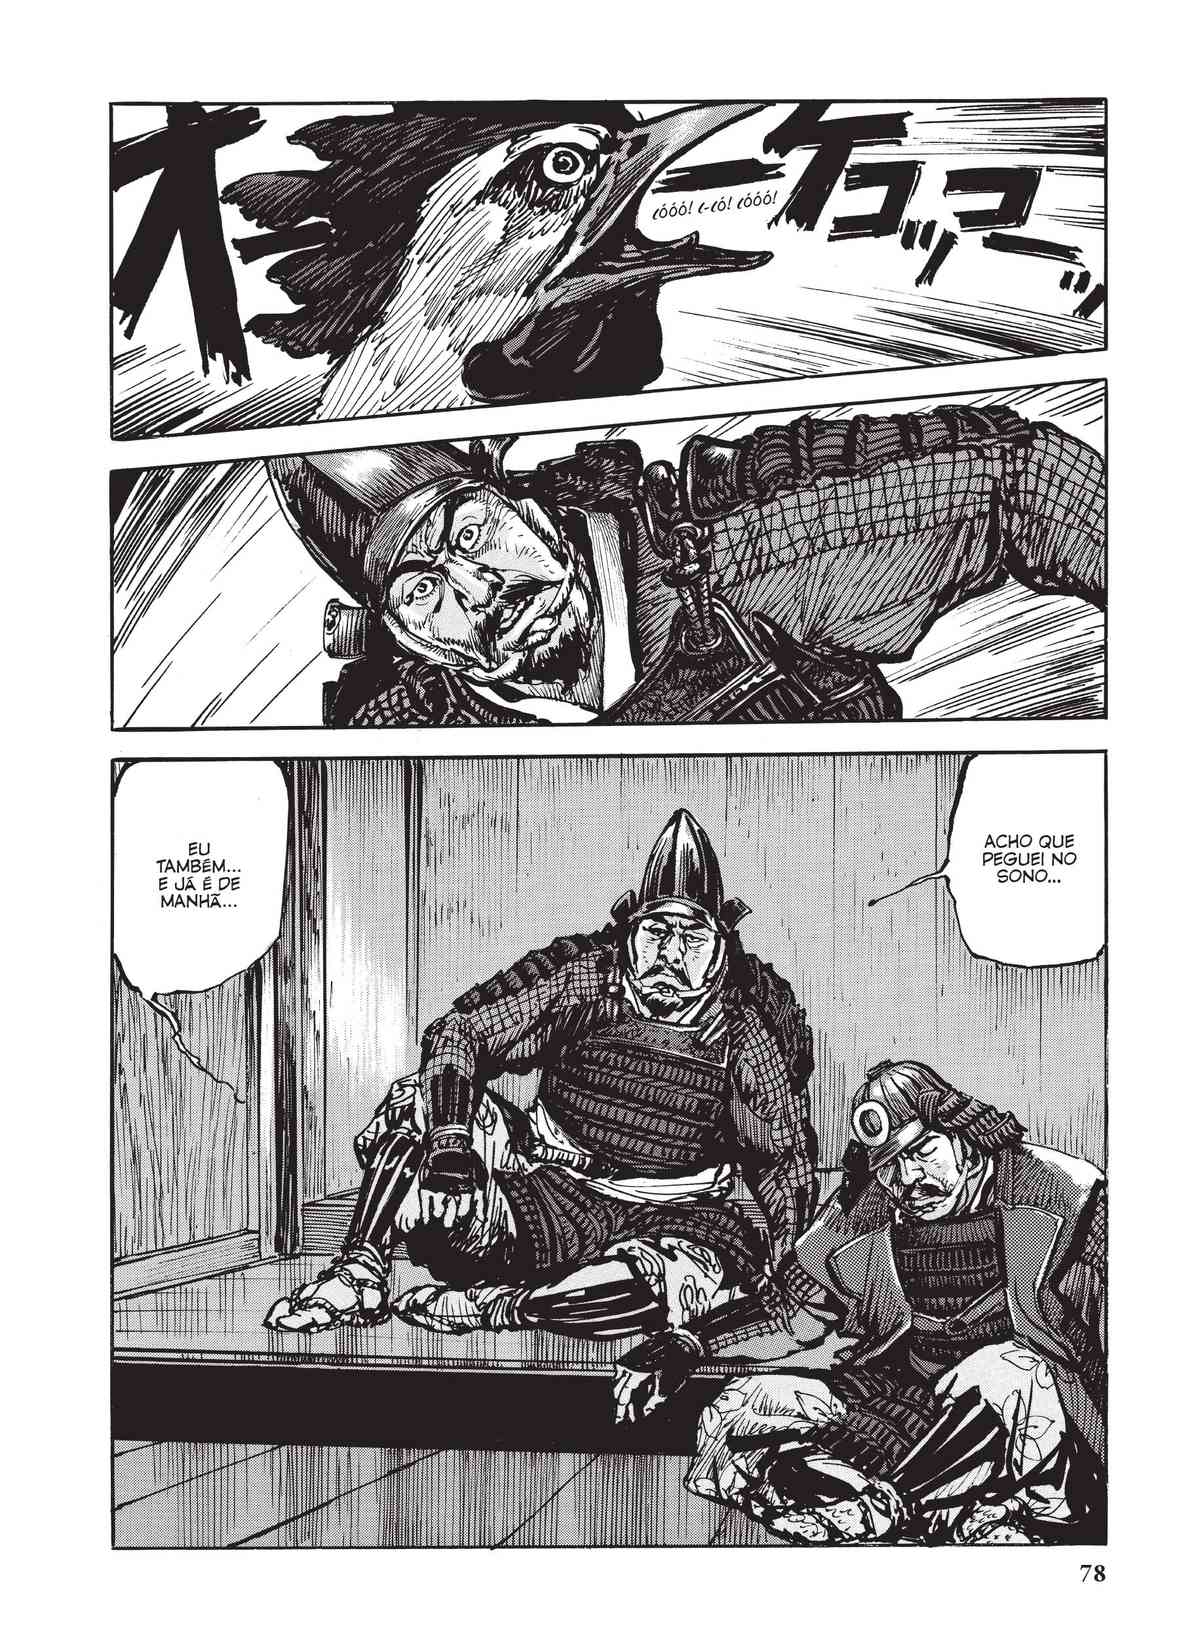 オーケコッコーッ
cóóó! c-có! cóóó!
ACHO QUE
PEGUEI NO
SONO...
EU
TAMBÉM...
E JÁ É DE
MANHÃ...
78